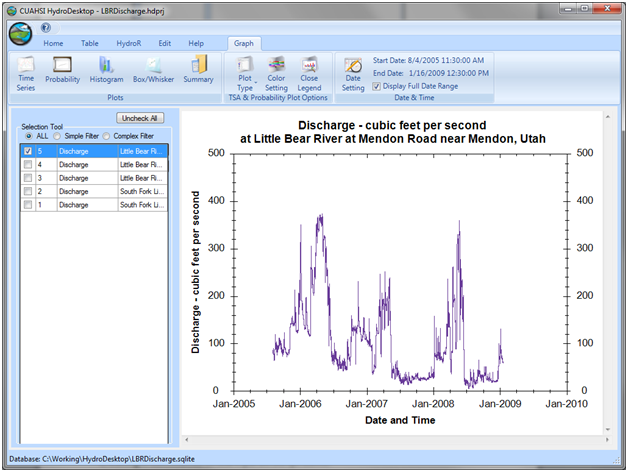 CUAHSI HydroDesktop - LBRDischarge.hdprj
Home Table HydroR Edit Help Graph
Time Series
Probability
Histogram
Box/Whisker
Summary
Plots
Plot Type
Color Setting
Close Legend
TSA & Probability Plot Options
Date Setting
Start Date: 8/4/2005 11:30:00 AM
End Date: 1/16/2009 12:30:00 PM
Display Full Date Range
Date & Time
Uncheck All
Selection Tool
ALL Simple Filter Complex Filter
5 Discharge Little Bear Ri...
4 Discharge Little Bear Ri...
3 Discharge Little Bear Ri...
2 Discharge South Fork Li...
1 Discharge South Fork Li...
Discharge - cubic feet per second
at Little Bear River at Mendon Road near Mendon, Utah
Discharge - cubic feet per second
500 500
400 400
300 300
200 200
100 100
0 0
Jan-2005 Jan-2006 Jan-2007 Jan-2008 Jan-2009 Jan-2010
Date and Time
Database: C:\Working\HydroDesktop\LBRDischarge.sqlite